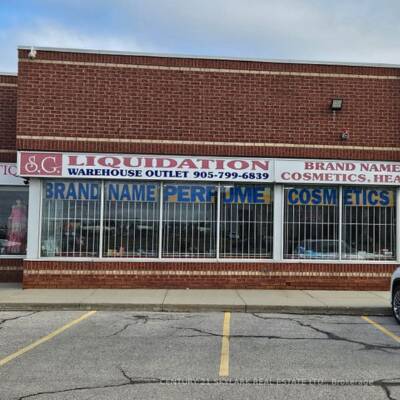 S.G. LIQUIDATION
WAREHOUSE OUTLET 905-799-6839
BRAND NAME
COSMETICS, HEA
BRAND NAME PERFUME COSMETICS
CENTURY 21 SKYLARK REAL ESTATE LTD., Brokerage